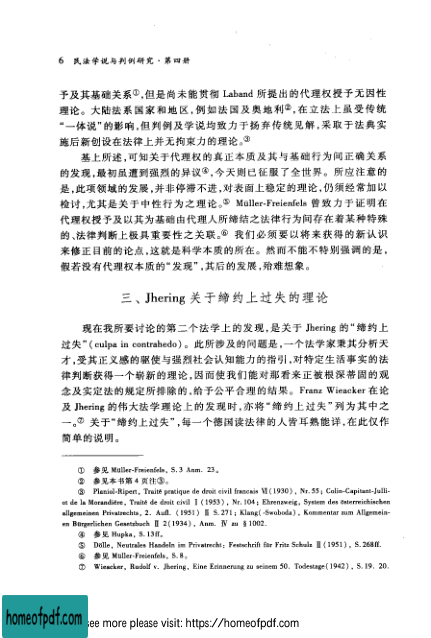 6 民法学说与判例研究·第四册
予及其基础关系①,但是尚未能贯彻 Laband 所提出的代理权授予无因性
理论。大陆法系国家和地区,例如法国及奥地利②,在立法上虽受传统
“一体说”的影响,但判例及学说均致力于扬弃传统见解,采取于法典实
施后新创设在法律上并无拘束力的理论。③
基上所述,可知关于代理权的真正本质及其与基础行为间正确关系
的发现,最初虽遭到强烈的异议④,今天则已征服了全世界。所应注意的
是,此项领域的发展,并非停滞不进,对表面上稳定的理论,仍须经常加以
检讨,尤其是关于中性行为之理论。⑤ Müller-Freienfels 曾致力于证明在
代理权授予以及以其为基础由代理人所缔结之法律行为间存在着某种特殊
的、法律判断上极具重要性之关联。⑥ 我们必须要以将来获得的新认识
来修正目前的论点,这就是科学本质的所在。然而不能不特别强调的是,
假若没有代理权本质的“发现”,其后的发展,殆难想象。
三、Jhering 关于缔约上过失的理论
现在我所要讨论的第二个法学上的发现,是关于 Jhering 的“缔约上
过失”(culpa in contrabedo)。此所涉及的问题是,一个法学家秉其分析天
才,受其正义感的驱使与强烈社会认知能力的指引,对特定生活事实的法
律判断获得一个崭新的理论,因而使我们能对那看来正被根深蒂固的观
念及实定法的规定所排除的,给予公平合理的结果。Franz Wieacker 在论
及 Jhering 的伟大法学理论上的发现时,亦将“缔约上过失”列为其中之
一。⑦ 关于“缔约上过失”,每一个德国读法律的人皆耳熟能详,在此仅作
简单的说明。
① 参见 Müller-Freienfels, S.3 Anm. 23。
② 参见本书第 4 页注③。
③ Planiol-Ripert, Traité pratique de droit civil francais Ⅵ(1930), Nr.55; Colin-Capitant-Julli-
ot de la Morandière, Traité de droit civil Ⅰ (1953), Nr.104; Ehrenzweig, System des österreichischen
allgemeinen Privatrechts, 2. Aufl. (1951) Ⅱ S.271; Klang(-Swoboda), Kommentar zum Allgemein-
en Bürgerlichen Gesetzbuch Ⅱ 2(1934), Anm. Ⅳ zu §1002.
④ 参见 Hupka, S.13ff。
⑤ Dölle, Neutrales Handeln im Privatrecht; Festschrift für Fritz Schulz Ⅱ(1951), S.268ff.
⑥ 参见 Müller-Freienfels, S.8。
⑦ Wieacker, Rudolf v. Jhering, Eine Erinnerung zu seinem 50. Todestage(1942), S.19. 20.
homeofpdf.com
see more please visit: https://homeofpdf.com